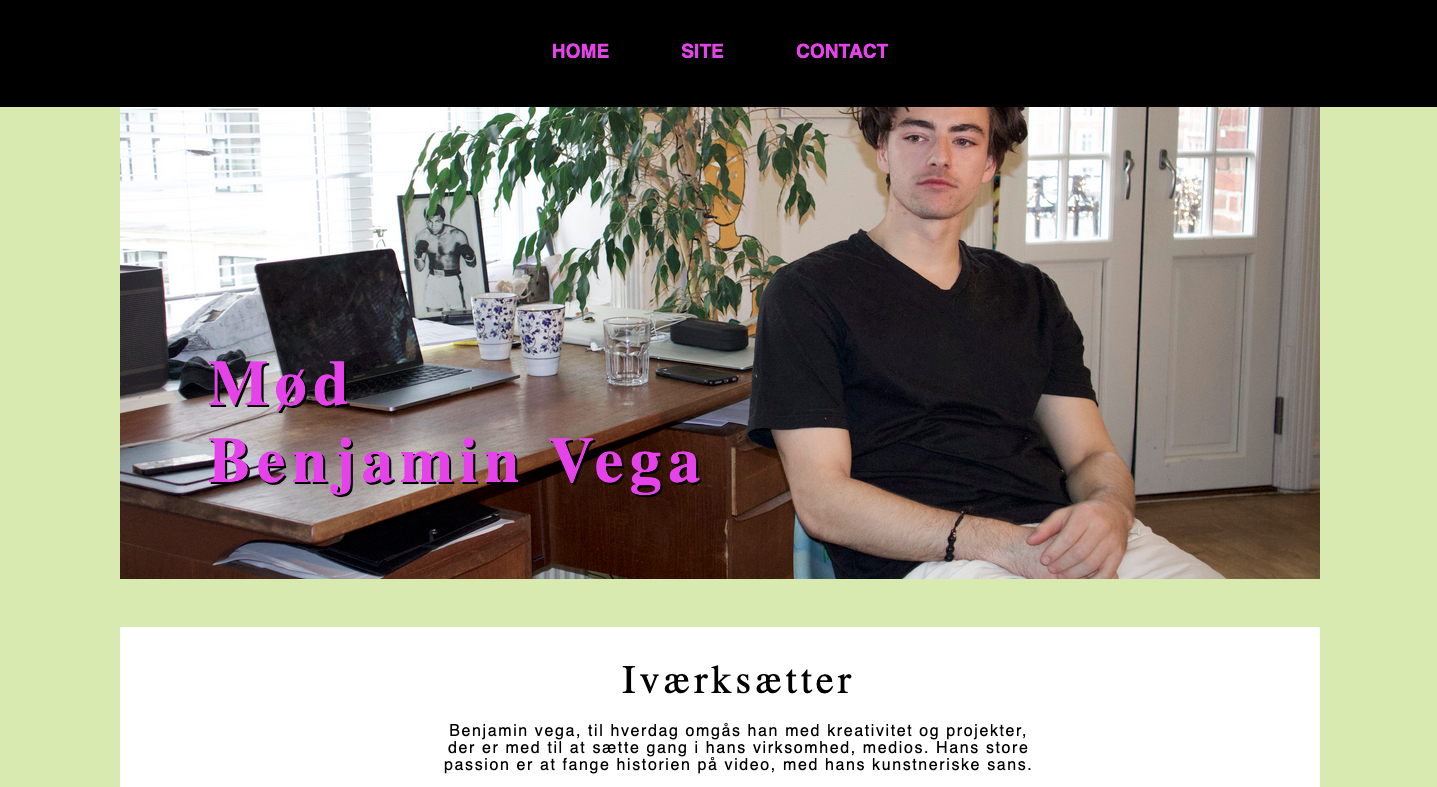 HOME SITE CONTACT
Mød
Benjamin Vega
Iværksætter
Benjamin vega, til hverdag omgås han med kreativitet og projekter,
der er med til at sætte gang i hans virksomhed, medios. Hans store
passion er at fange historien på video, med hans kunstneriske sans.